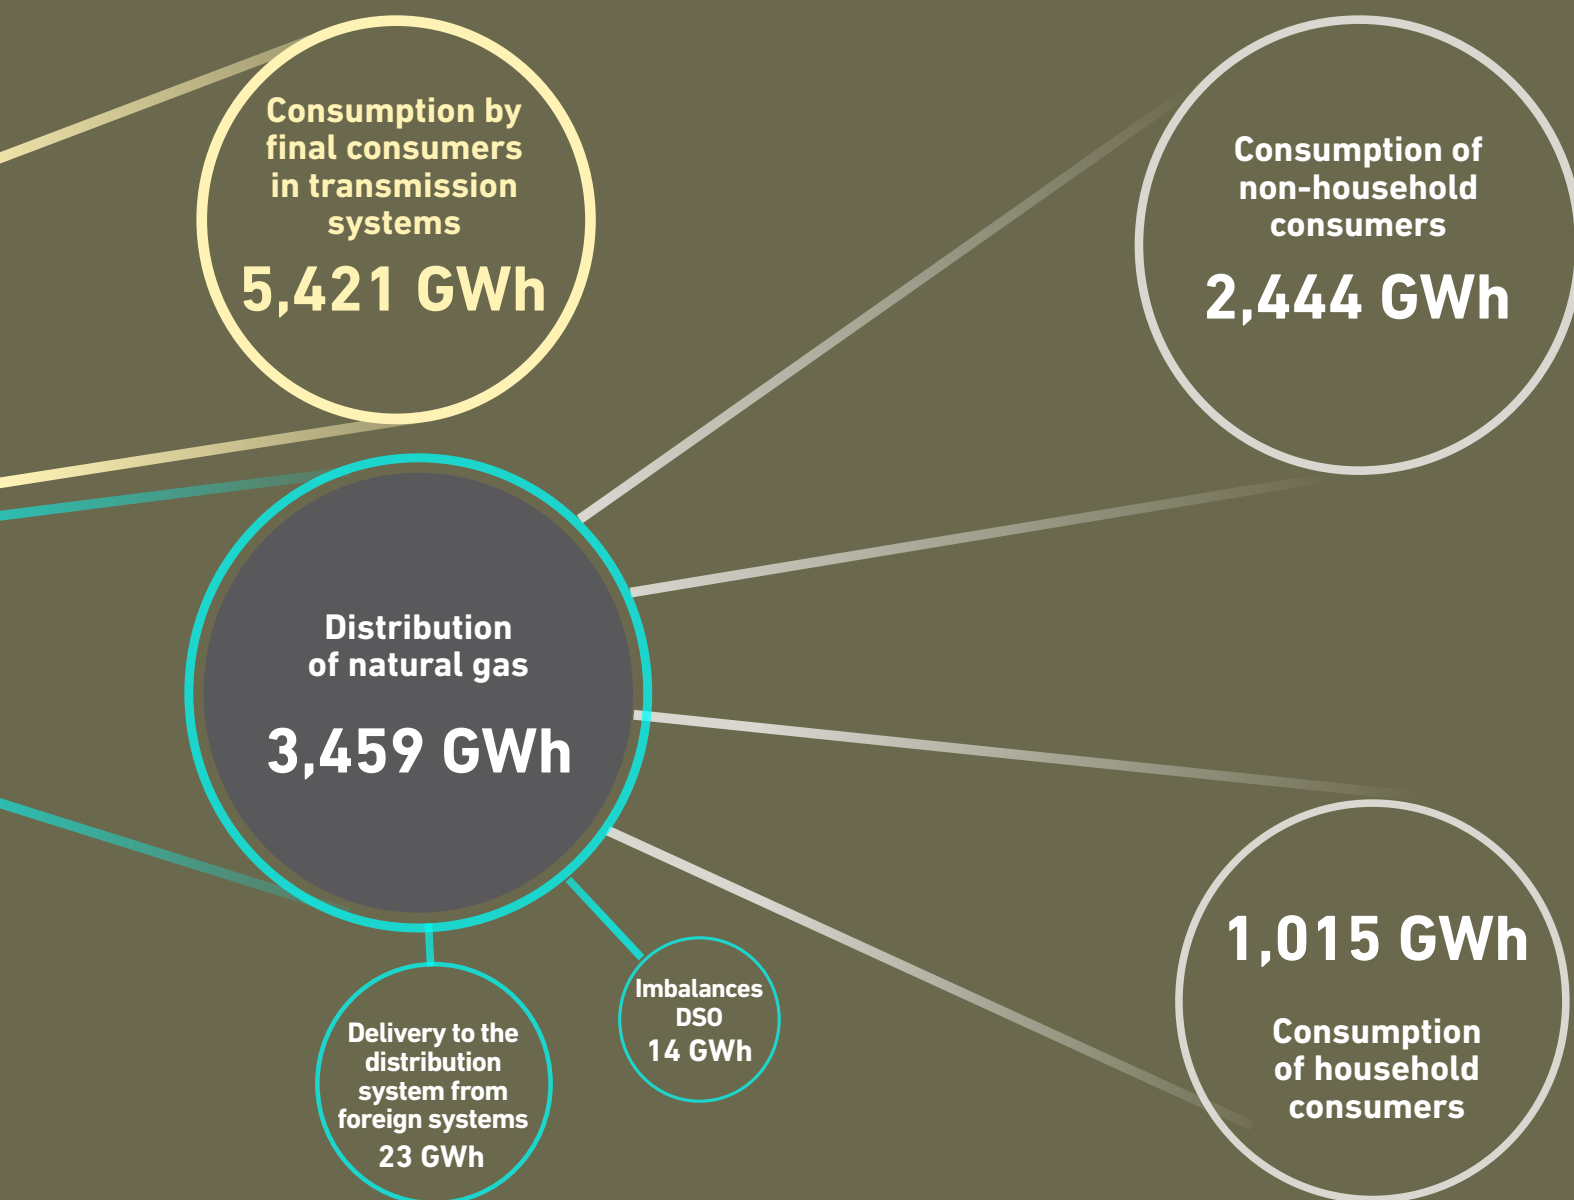 Consumption by
final consumers
in transmission
systems
5,421 GWh
Consumption of
non-household
consumers
2,444 GWh
Distribution
of natural gas
3,459 GWh
1,015 GWh
Consumption
of household
consumers
Imbalances
DSO
14 GWh
Delivery to the
distribution
system from
foreign systems
23 GWh